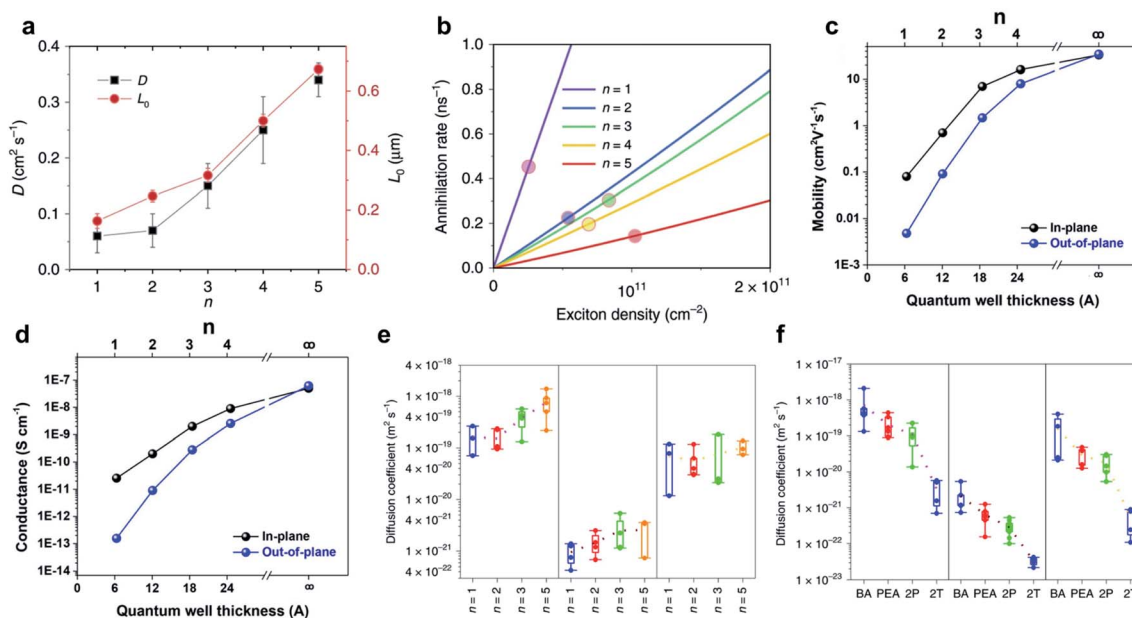 a
0.4
0.3
0.2
0.1
0.0
D (cm² s⁻¹)
D
L₀
0.6
0.4
0.2
0.0
L₀ (μm)
1 2 3 4 5
n
b
1.0
0.8
0.6
0.4
0.2
0
Annihilation rate (ns⁻¹)
n = 1
n = 2
n = 3
n = 4
n = 5
0 10¹¹ 2 × 10¹¹
Exciton density (cm⁻²)
c
n
1 2 3 4 ∞
10
1
0.1
0.01
1E-3
Mobility (cm²V⁻¹s⁻¹)
In-plane
Out-of-plane
0 6 12 18 24 ∞
Quantum well thickness (A)
d
n
1 2 3 4 ∞
1E-7
1E-8
1E-9
1E-10
1E-11
1E-12
1E-13
1E-14
Conductance (S cm⁻¹)
In-plane
Out-of-plane
0 6 12 18 24 ∞
Quantum well thickness (A)
e
4 × 10⁻¹⁸
1 × 10⁻¹⁸
4 × 10⁻¹⁹
1 × 10⁻¹⁹
4 × 10⁻²⁰
1 × 10⁻²⁰
4 × 10⁻²¹
1 × 10⁻²¹
4 × 10⁻²²
Diffusion coefficient (m² s⁻¹)
n = 1 n = 2 n = 3 n = 5 n = 1 n = 2 n = 3 n = 5 n = 1 n = 2 n = 3 n = 5
f
1 × 10⁻¹⁷
1 × 10⁻¹⁸
1 × 10⁻¹⁹
1 × 10⁻²⁰
1 × 10⁻²¹
1 × 10⁻²²
1 × 10⁻²³
Diffusion coefficient (m² s⁻¹)
BA PEA 2P 2T BA PEA 2P 2T BA PEA 2P 2T